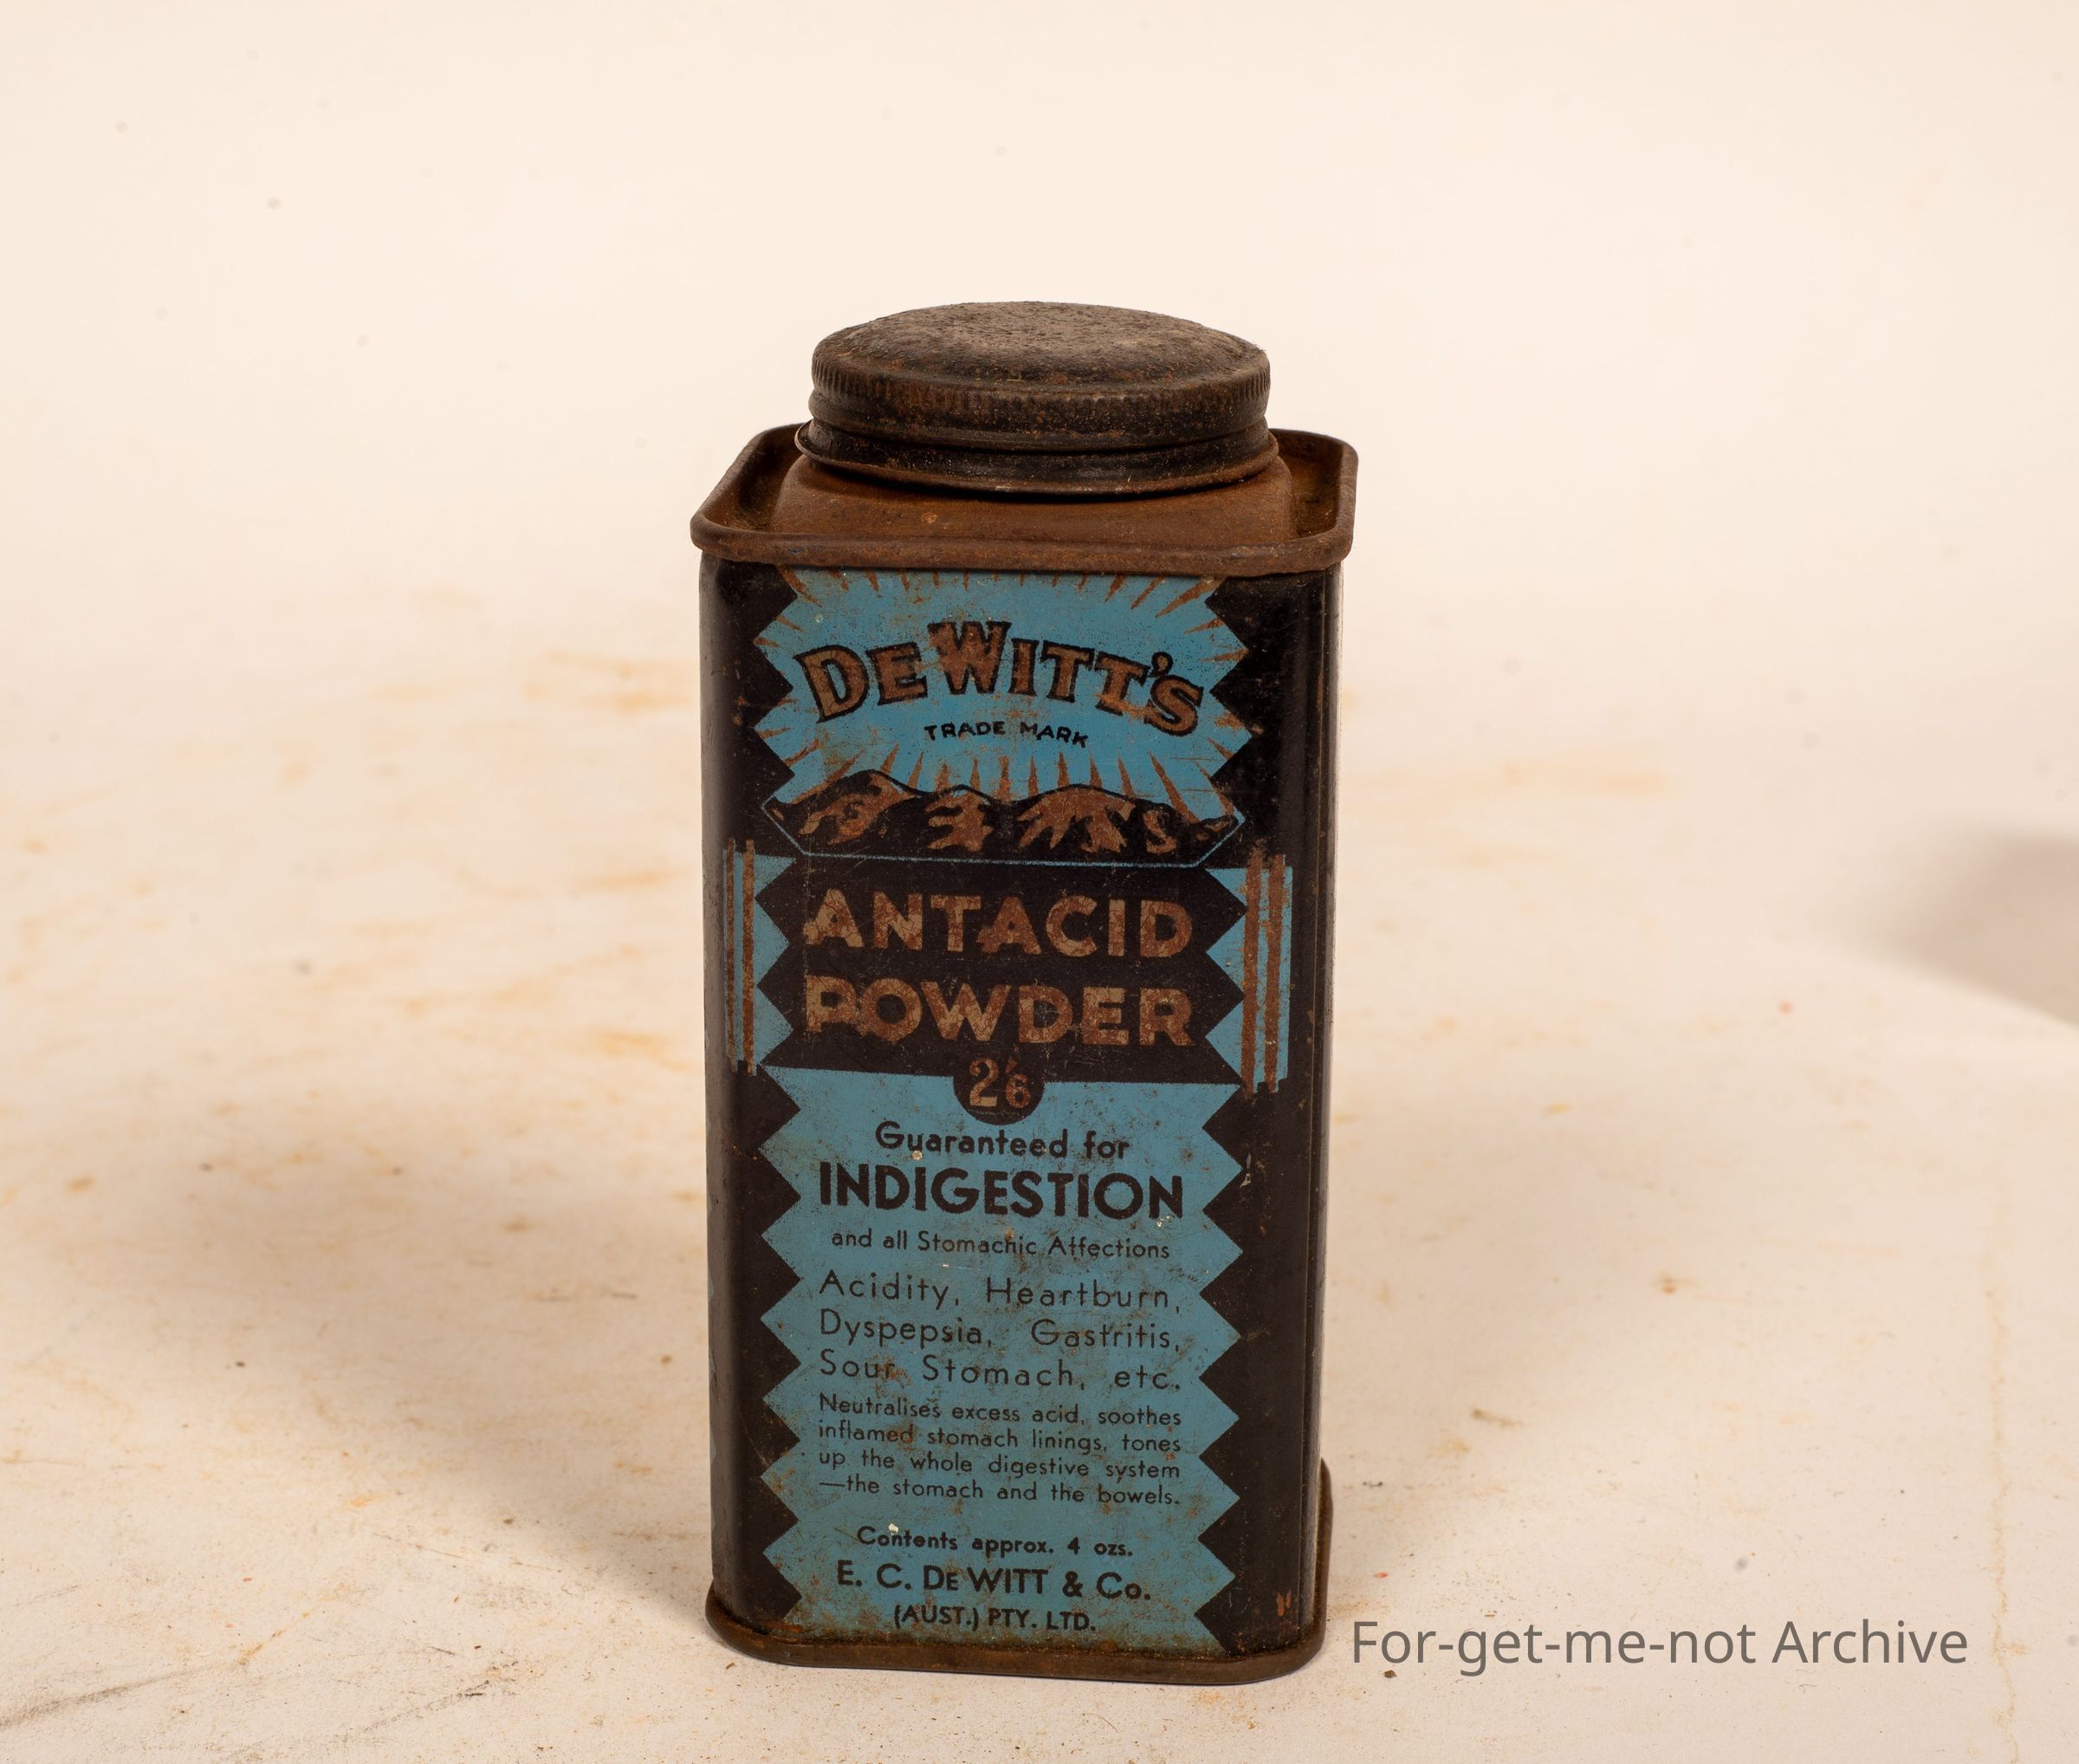 DEWITT'S
TRADE MARK
ANTACID
POWDER
2'6
Guaranteed for
INDIGESTION
and all Stomachic Affections
Acidity, Heartburn,
Dyspepsia, Gastritis,
Sour Stomach, etc.
Neutralises excess acid, soothes
inflamed stomach linings, tones
up the whole digestive system
—the stomach and the bowels.
Contents approx. 4 ozs.
E. C. DE WITT & Co.
(AUST.) PTY. LTD.
For-get-me-not Archive